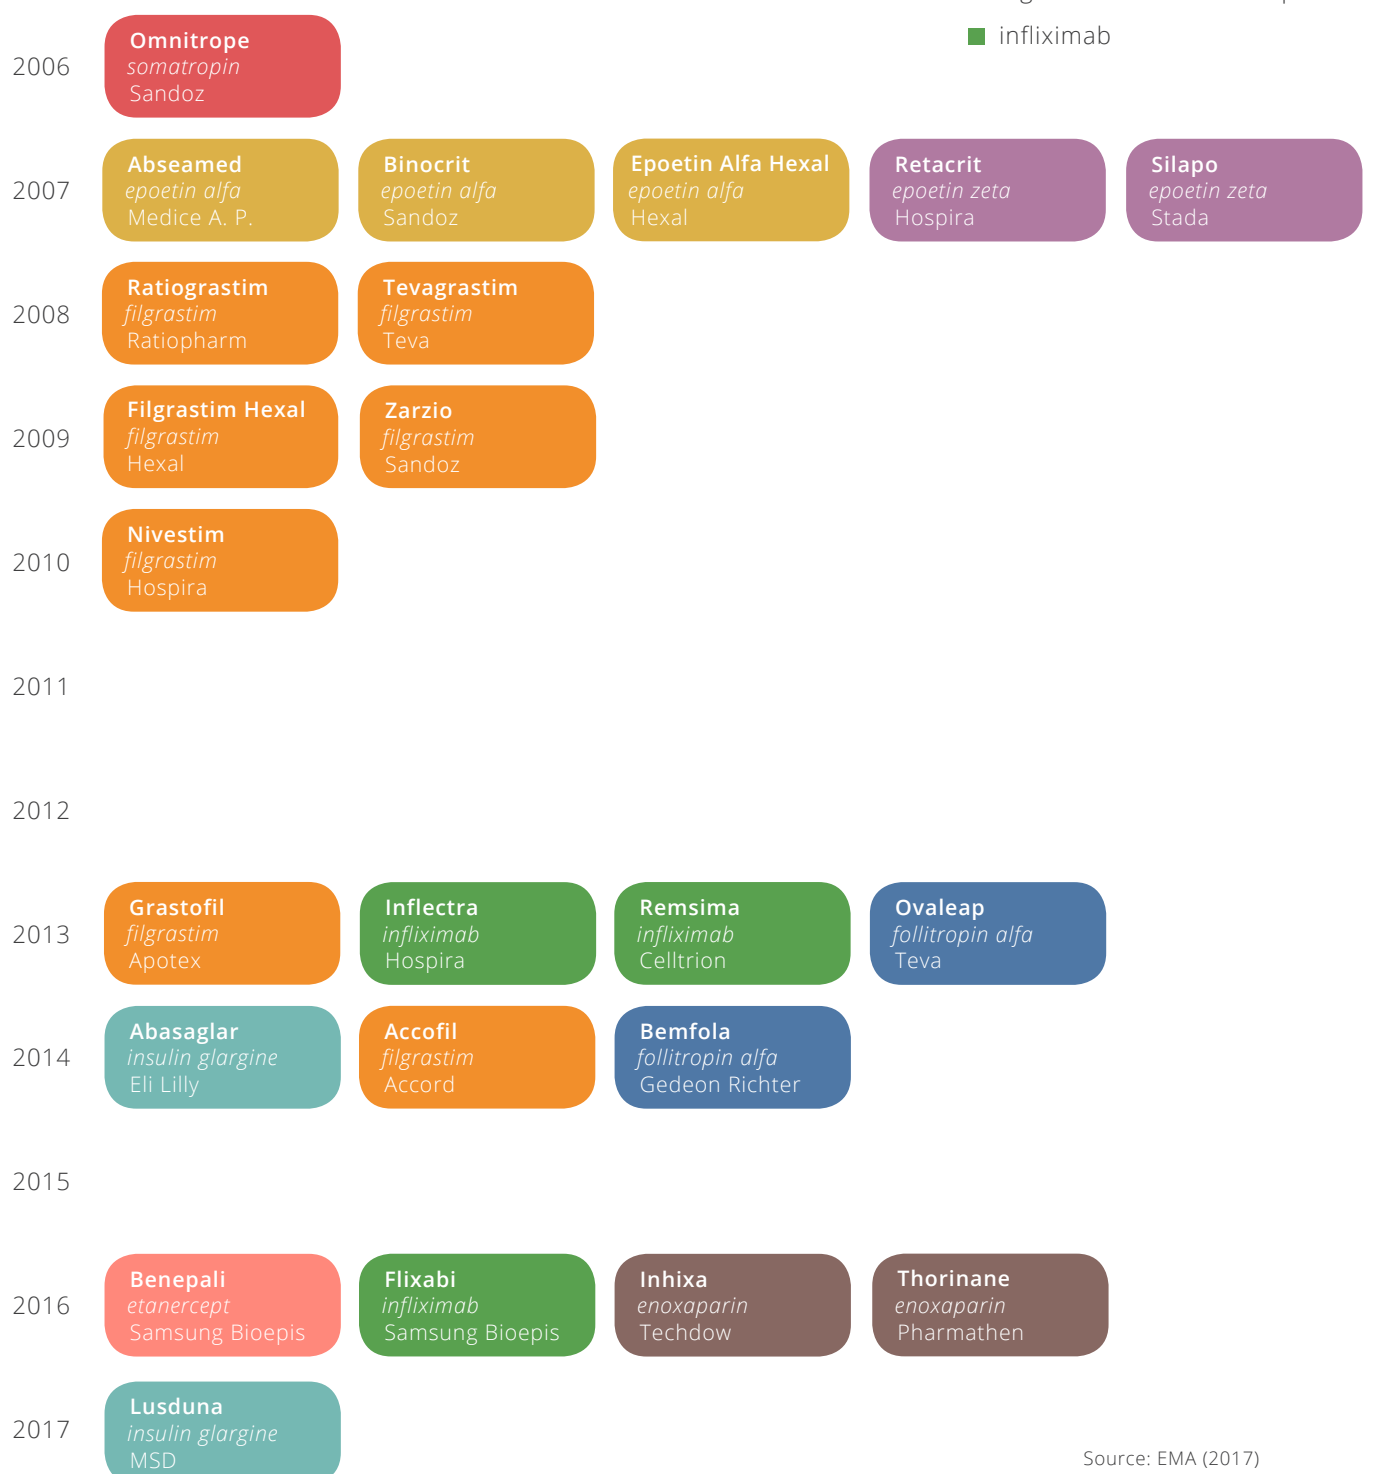 infliximab
2006
Omnitrope
somatropin
Sandoz
2007
Abseamed
epoetin alfa
Medice A. P.
Binocrit
epoetin alfa
Sandoz
Epoetin Alfa Hexal
epoetin alfa
Hexal
Retacrit
epoetin zeta
Hospira
Silapo
epoetin zeta
Stada
2008
Ratiograstim
filgrastim
Ratiopharm
Tevagrastim
filgrastim
Teva
2009
Filgrastim Hexal
filgrastim
Hexal
Zarzio
filgrastim
Sandoz
2010
Nivestim
filgrastim
Hospira
2011
2012
2013
Grastofil
filgrastim
Apotex
Inflectra
infliximab
Hospira
Remsima
infliximab
Celltrion
Ovaleap
follitropin alfa
Teva
2014
Abasaglar
insulin glargine
Eli Lilly
Accofil
filgrastim
Accord
Bemfola
follitropin alfa
Gedeon Richter
2015
2016
Benepali
etanercept
Samsung Bioepis
Flixabi
infliximab
Samsung Bioepis
Inhixa
enoxaparin
Techdow
Thorinane
enoxaparin
Pharmathen
2017
Lusduna
insulin glargine
MSD
Source: EMA (2017)